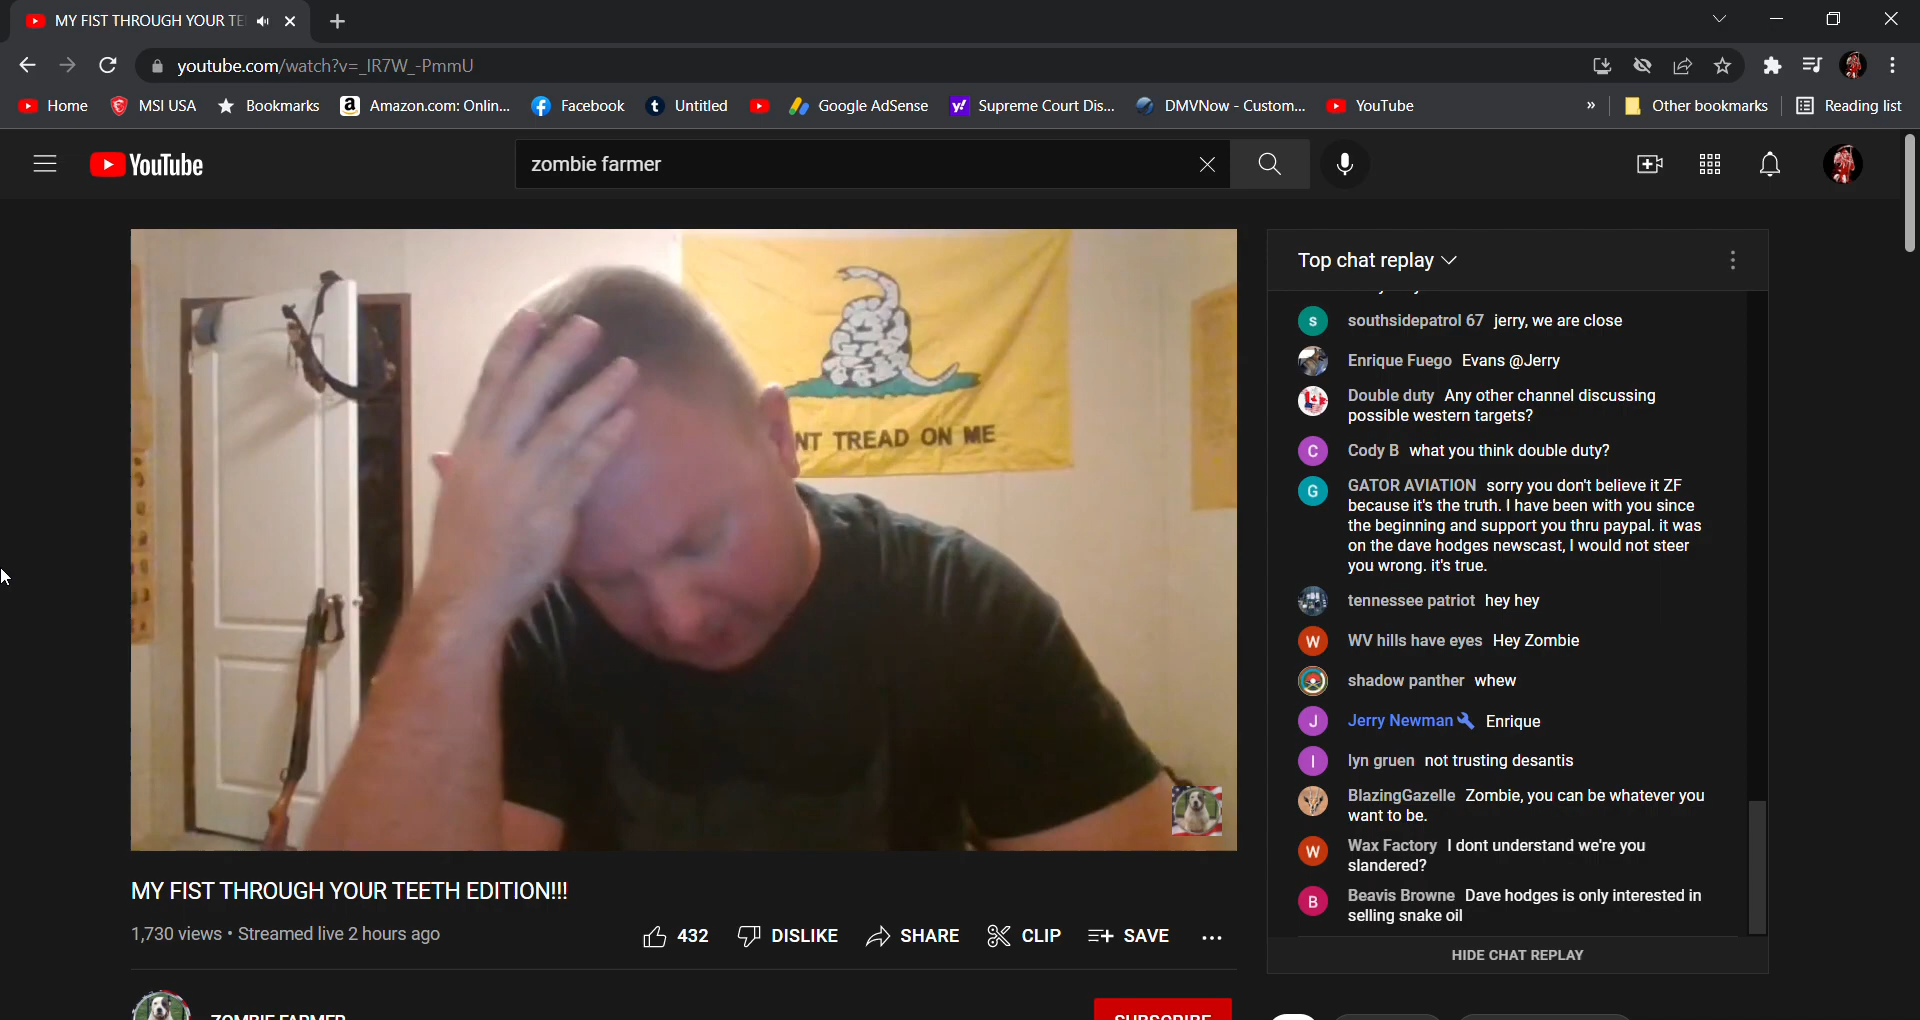 MY FIST THROUGH YOUR TE
youtube.com/watch?v=_IR7W_-PmmU
Home MSI USA Bookmarks Amazon.com: Onlin... Facebook Untitled Google AdSense Supreme Court Dis... DMVNow - Custom... YouTube » Other bookmarks Reading list
YouTube
zombie farmer
NT TREAD ON ME
Top chat replay
southsidepatrol 67 jerry, we are close
Enrique Fuego Evans @Jerry
Double duty Any other channel discussing
possible western targets?
C Cody B what you think double duty?
G GATOR AVIATION sorry you don't believe it ZF
because it's the truth. I have been with you since
the beginning and support you thru paypal. it was
on the dave hodges newscast, I would not steer
you wrong. it's true.
tennessee patriot hey hey
W WV hills have eyes Hey Zombie
shadow panther whew
J Jerry Newman Enrique
l lyn gruen not trusting desantis
BlazingGazelle Zombie, you can be whatever you
want to be.
W Wax Factory I dont understand we're you
slandered?
B Beavis Browne Dave hodges is only interested in
selling snake oil
HIDE CHAT REPLAY
MY FIST THROUGH YOUR TEETH EDITION!!!
1,730 views • Streamed live 2 hours ago
432 DISLIKE SHARE CLIP SAVE
ZOMBIE FARMER
SUBSCRIBE